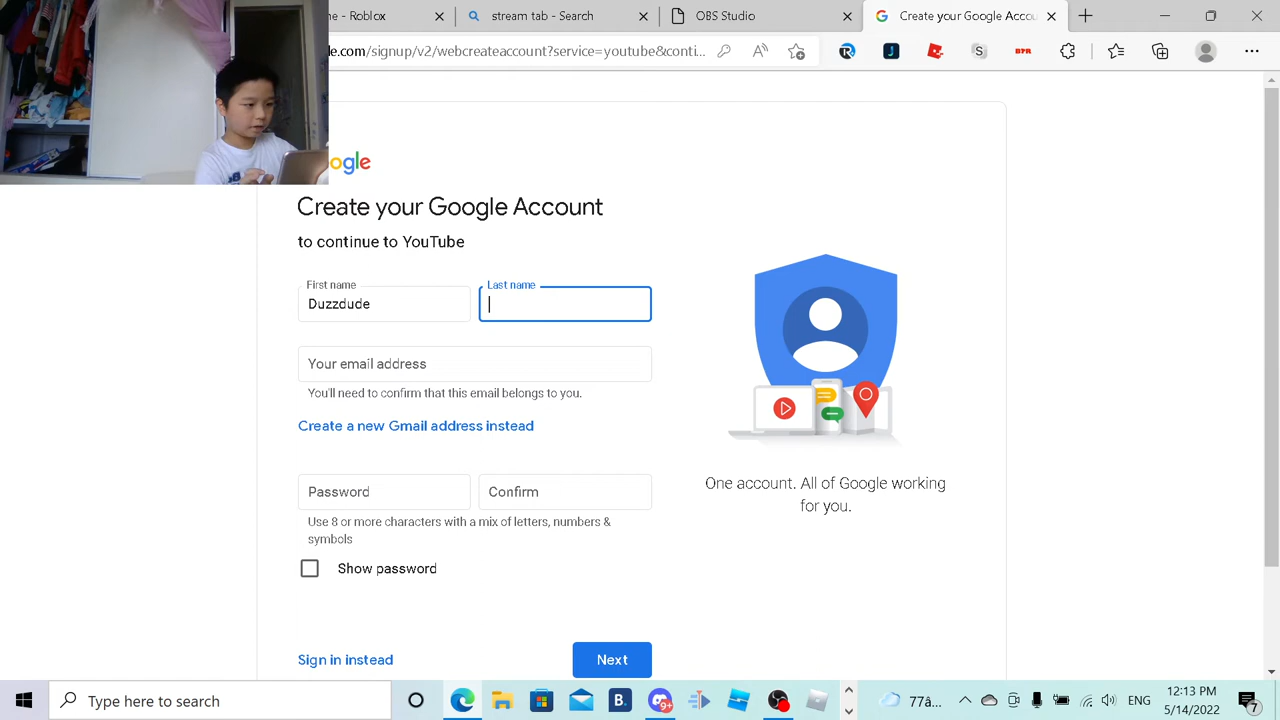 ne - Roblox
stream tab - Search
OBS Studio
Create your Google Accou
le.com/signup/v2/webcreateaccount?service=youtube&conti...
ogle
Create your Google Account
to continue to YouTube
First name
Last name
Duzzdude
Your email address
You'll need to confirm that this email belongs to you.
Create a new Gmail address instead
Password
Confirm
Use 8 or more characters with a mix of letters, numbers &
symbols
Show password
One account. All of Google working
for you.
Sign in instead
Next
Type here to search
77â...
ENG
12:13 PM
5/14/2022